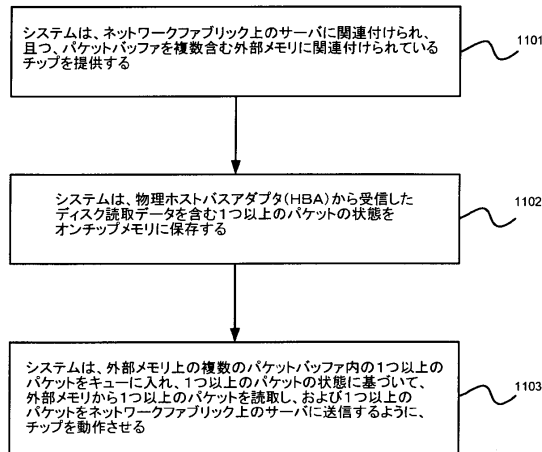 システムは、ネットワークファブリック上のサーバに関連付けられ、
且つ、パケットバッファを複数含む外部メモリに関連付けられている
チップを提供する
1101
システムは、物理ホストバスアダプタ(HBA)から受信した
ディスク読取データを含む1つ以上のパケットの状態を
オンチップメモリに保存する
1102
システムは、外部メモリ上の複数のパケットバッファ内の1つ以上の
パケットをキューに入れ、1つ以上のパケットの状態に基づいて、
外部メモリから1つ以上のパケットを読取し、および1つ以上の
パケットをネットワークファブリック上のサーバに送信するように、
チップを動作させる
1103